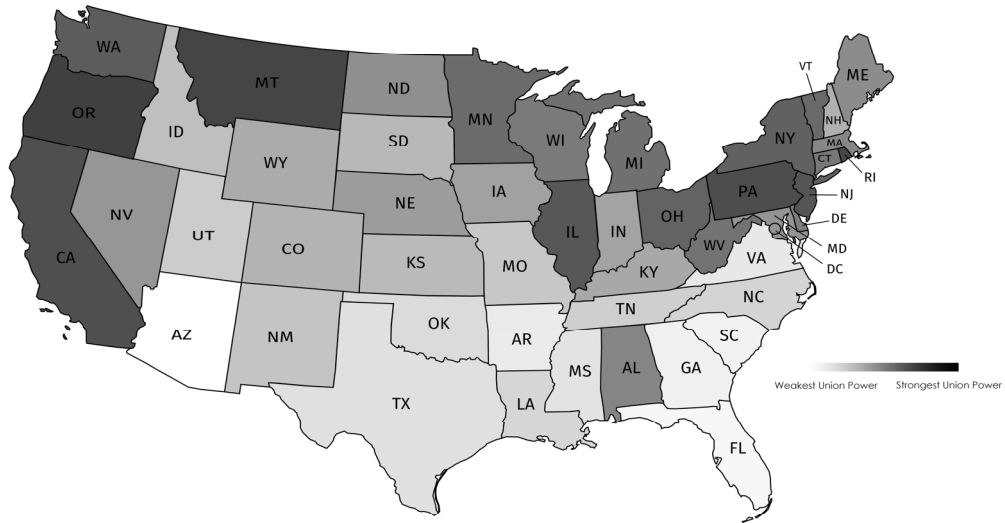 WA
MT
ND
MN
VT
ME
OR
ID
SD
WI
NH
NY
MA
WY
MI
CT
RI
IA
PA
NJ
NE
NV
OH
DE
UT
IL
IN
MD
CO
WV
CA
KS
MO
VA
DC
KY
NC
TN
OK
AZ
NM
AR
SC
MS
AL
GA
TX
LA
FL
Weakest Union Power
Strongest Union Power